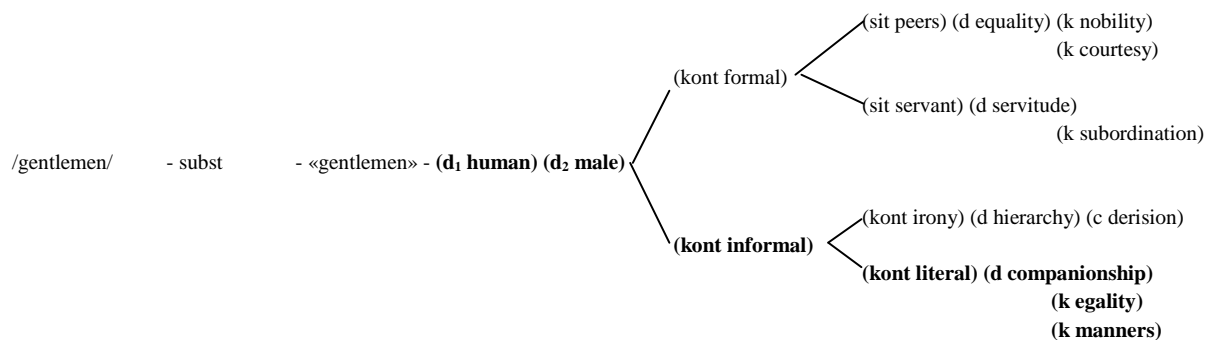 (sit peers) (d equality) (k nobility)
(k courtesy)
(kont formal)
(sit servant) (d servitude)
(k subordination)
/gentlemen/ - subst - «gentlemen» - (d₁ human) (d₂ male)
(kont irony) (d hierarchy) (c derision)
(kont informal)
(kont literal) (d companionship)
(k egality)
(k manners)